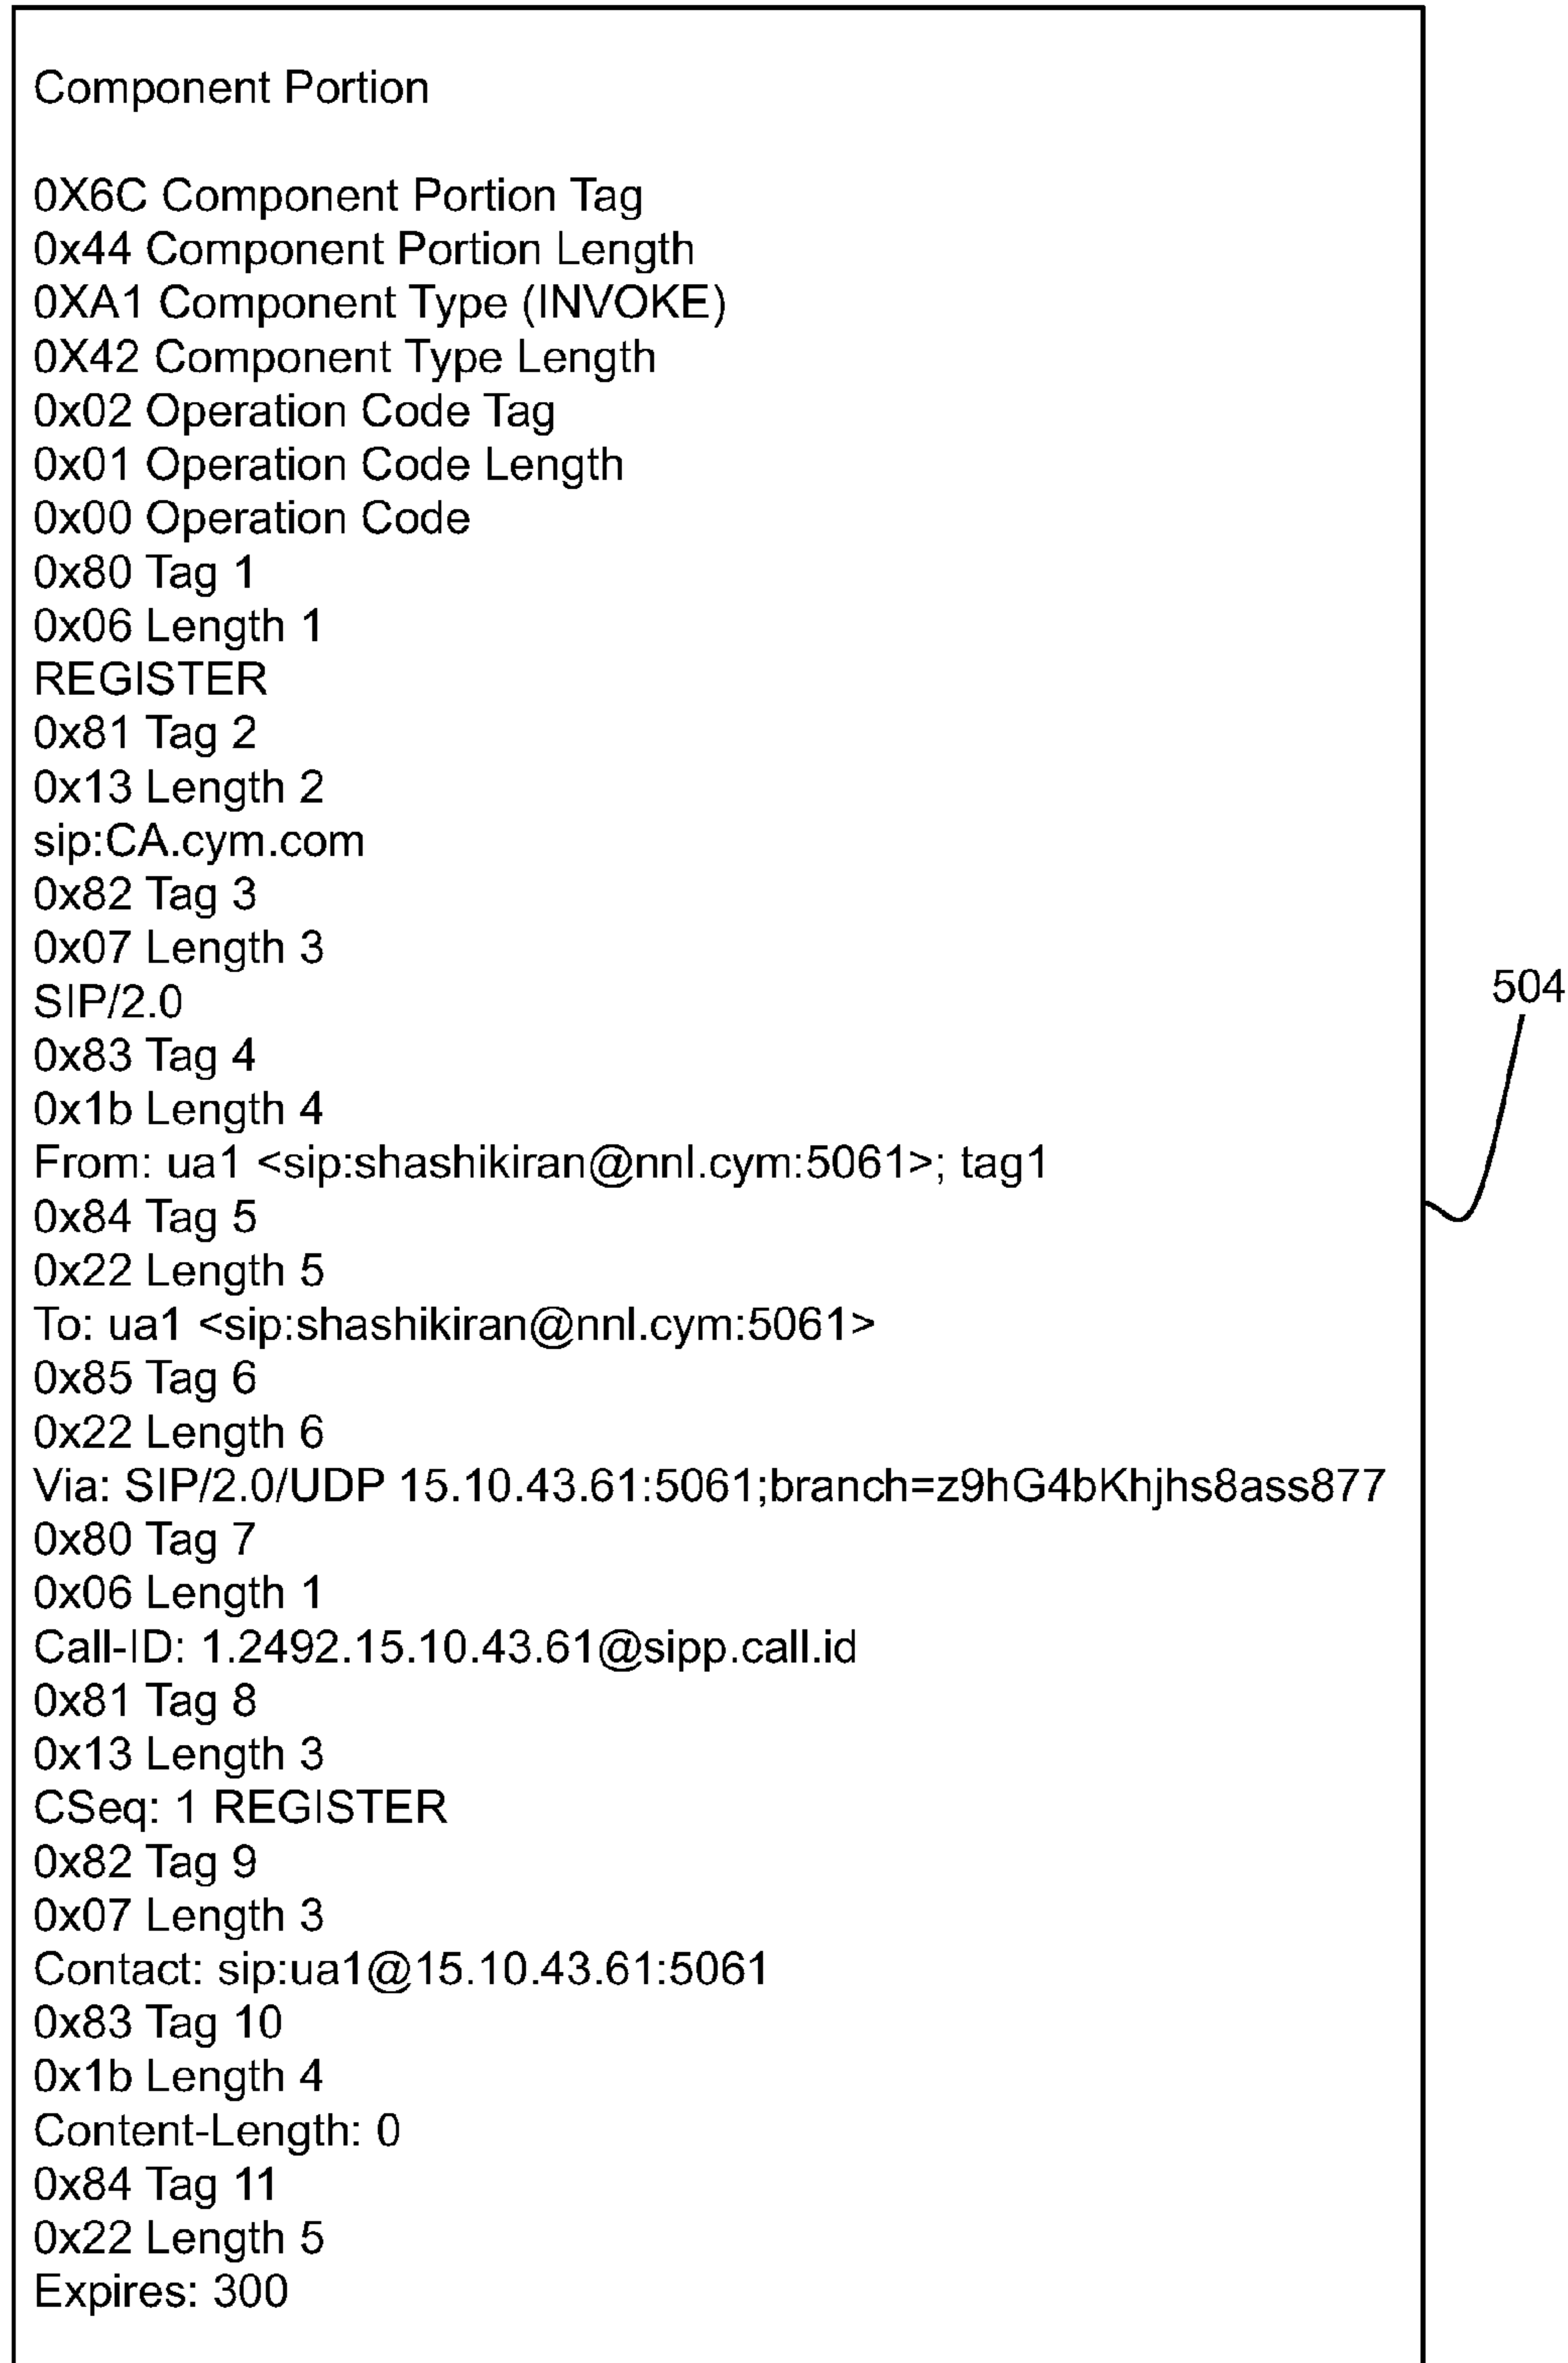 Component Portion
0X6C Component Portion Tag
0x44 Component Portion Length
0XA1 Component Type (INVOKE)
0X42 Component Type Length
0x02 Operation Code Tag
0x01 Operation Code Length
0x00 Operation Code
0x80 Tag 1
0x06 Length 1
REGISTER
0x81 Tag 2
0x13 Length 2
sip:CA.cym.com
0x82 Tag 3
0x07 Length 3
SIP/2.0
0x83 Tag 4
0x1b Length 4
From: ua1 <sip:shashikiran@nnl.cym:5061>; tag1
0x84 Tag 5
0x22 Length 5
To: ua1 <sip:shashikiran@nnl.cym:5061>
0x85 Tag 6
0x22 Length 6
Via: SIP/2.0/UDP 15.10.43.61:5061;branch=z9hG4bKhjhs8ass877
0x80 Tag 7
0x06 Length 1
Call-ID: 1.2492.15.10.43.61@sipp.call.id
0x81 Tag 8
0x13 Length 3
CSeq: 1 REGISTER
0x82 Tag 9
0x07 Length 3
Contact: sip:ua1@15.10.43.61:5061
0x83 Tag 10
0x1b Length 4
Content-Length: 0
0x84 Tag 11
0x22 Length 5
Expires: 300
504